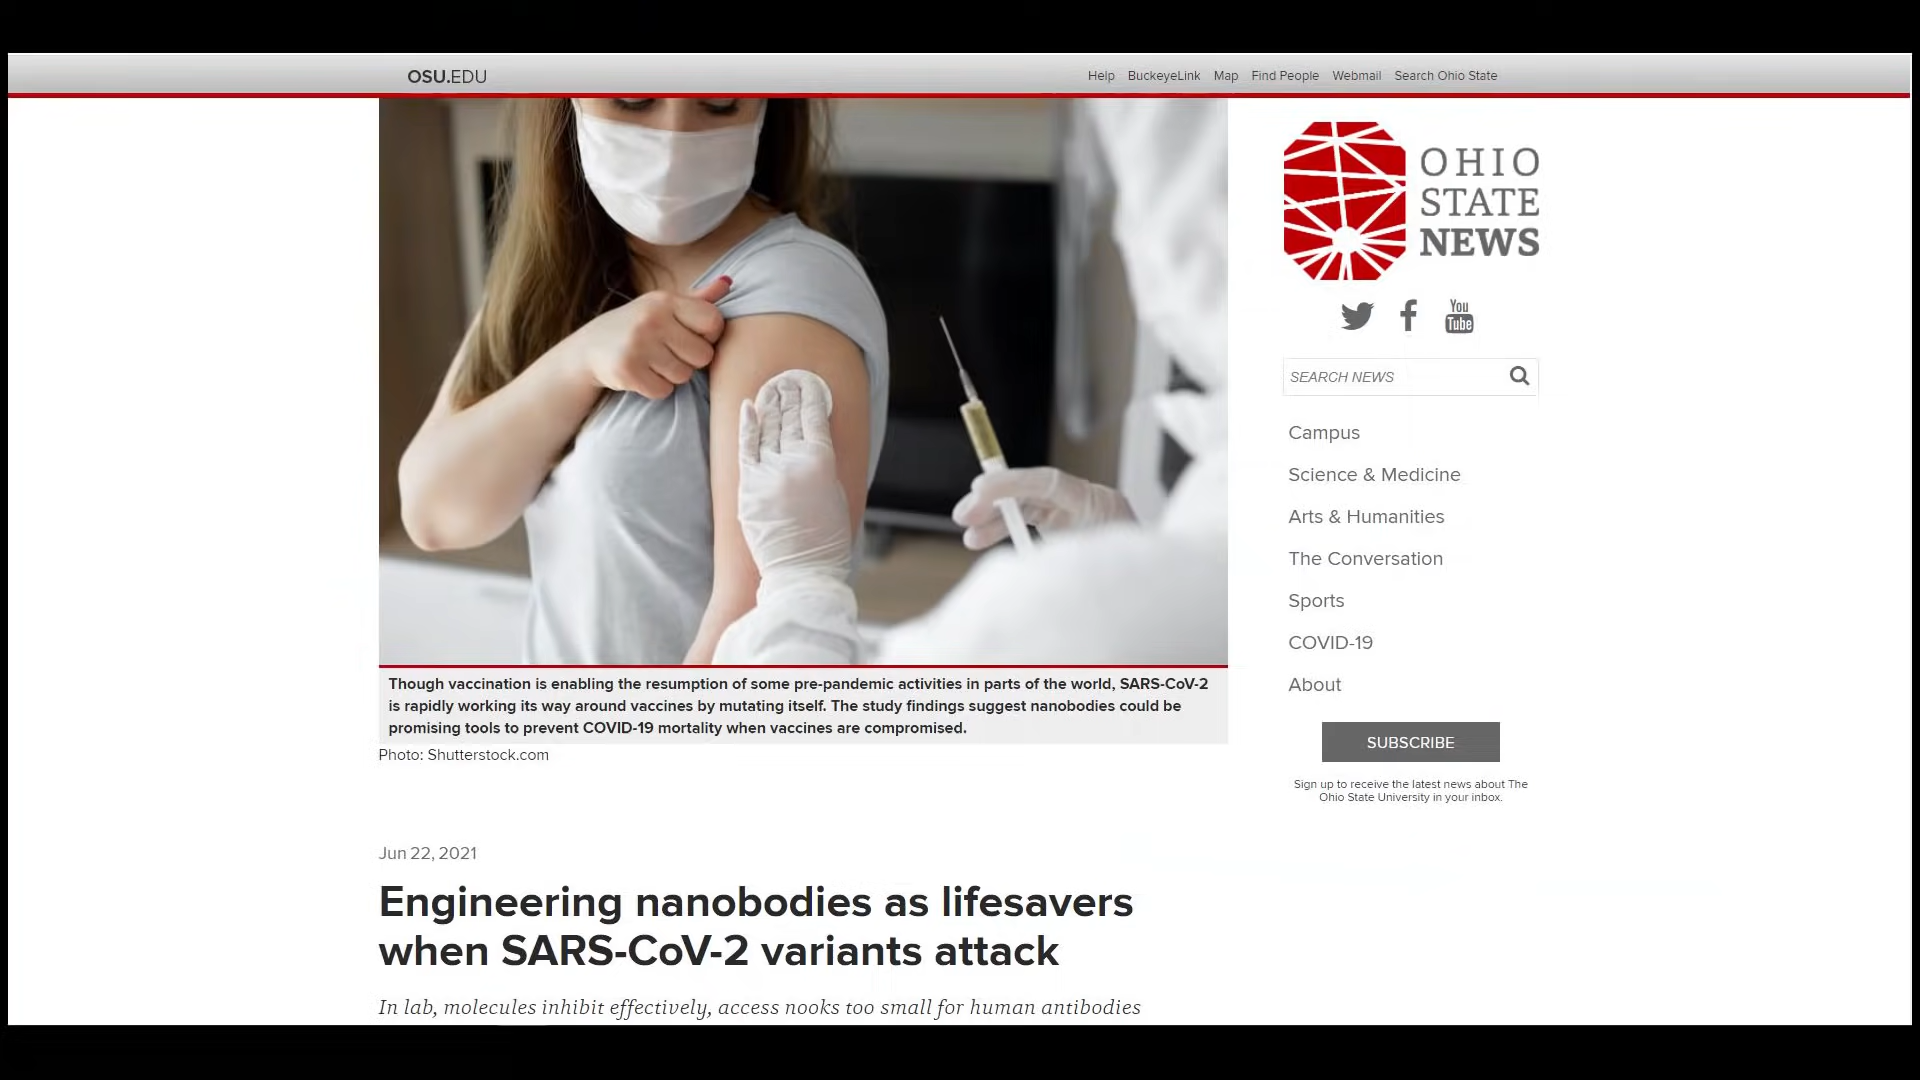 OSU.EDU
Help BuckeyeLink Map Find People Webmail Search Ohio State
OHIO
STATE
NEWS
You
Tube
SEARCH NEWS
Campus
Science & Medicine
Arts & Humanities
The Conversation
Sports
COVID-19
About
SUBSCRIBE
Sign up to receive the latest news about The
Ohio State University in your inbox.
Though vaccination is enabling the resumption of some pre-pandemic activities in parts of the world, SARS-CoV-2
is rapidly working its way around vaccines by mutating itself. The study findings suggest nanobodies could be
promising tools to prevent COVID-19 mortality when vaccines are compromised.
Photo: Shutterstock.com
Jun 22, 2021
Engineering nanobodies as lifesavers
when SARS-CoV-2 variants attack
In lab, molecules inhibit effectively, access nooks too small for human antibodies